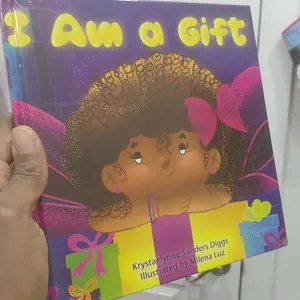 I Am a Gift
Krystaelynne Sanders Diggs
Illustrated by Milena Luz